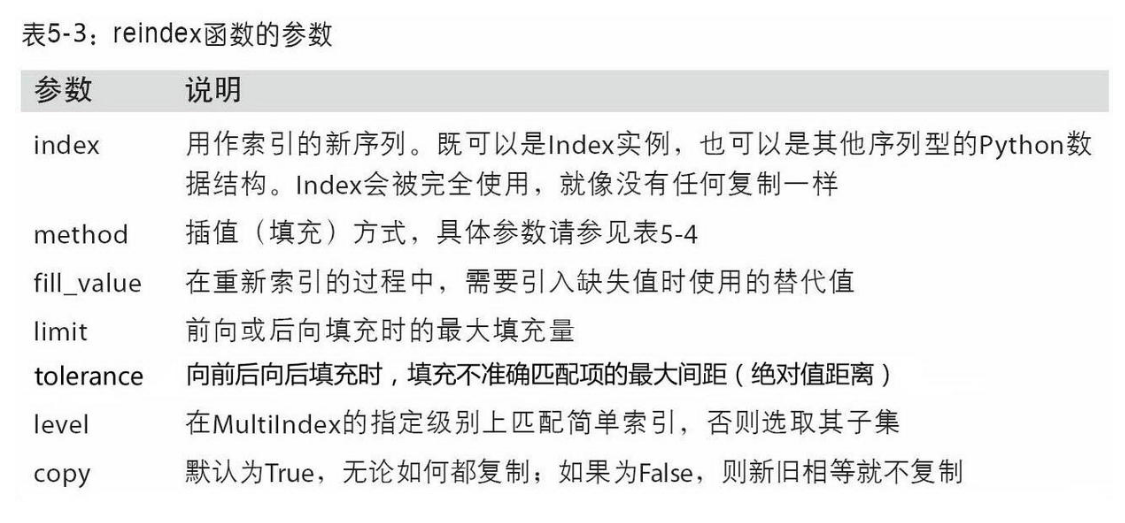 表5-3：reindex函数的参数
参数 说明
index 用作索引的新序列。既可以是Index实例，也可以是其他序列型的Python数
据结构。Index会被完全使用，就像没有任何复制一样
method 插值（填充）方式，具体参数请参见表5-4
fill_value 在重新索引的过程中，需要引入缺失值时使用的替代值
limit 前向或后向填充时的最大填充量
tolerance 向前后向后填充时，填充不准确匹配项的最大间距（绝对值距离）
level 在MultiIndex的指定级别上匹配简单索引，否则选取其子集
copy 默认为True，无论如何都复制；如果为False，则新旧相等就不复制